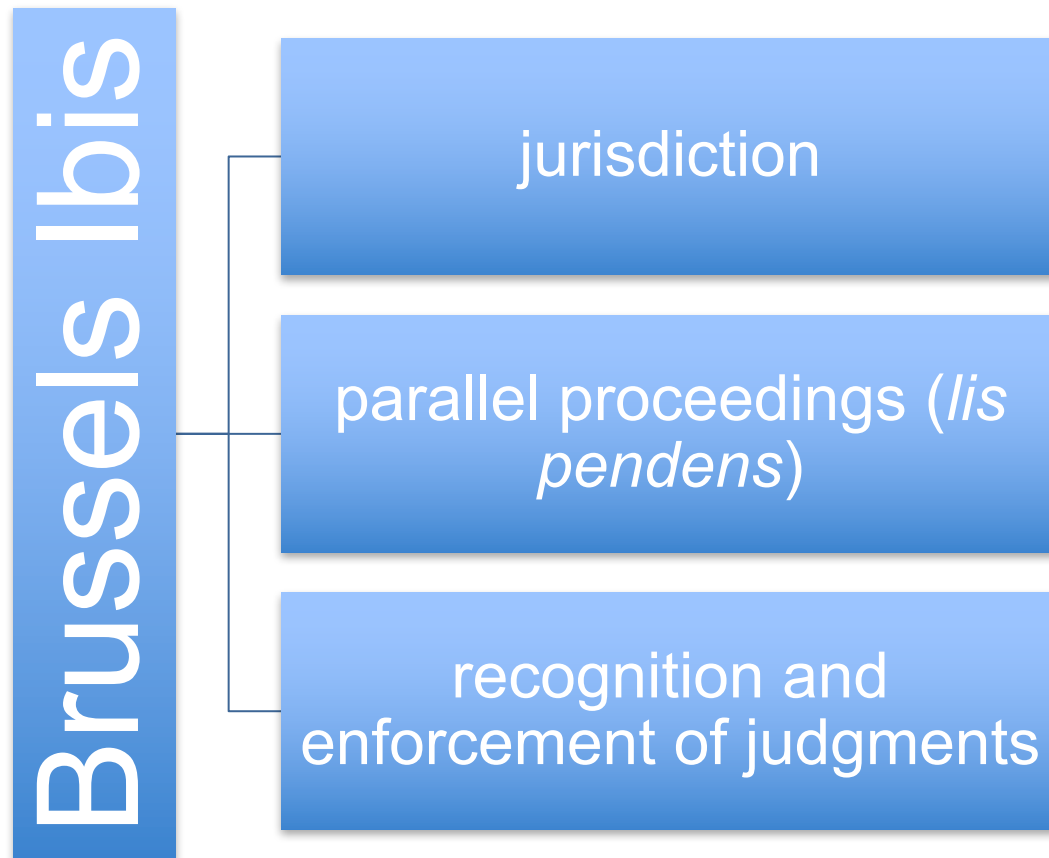 Brussels Ibis
jurisdiction
parallel proceedings (lis
pendens)
recognition and
enforcement of judgments